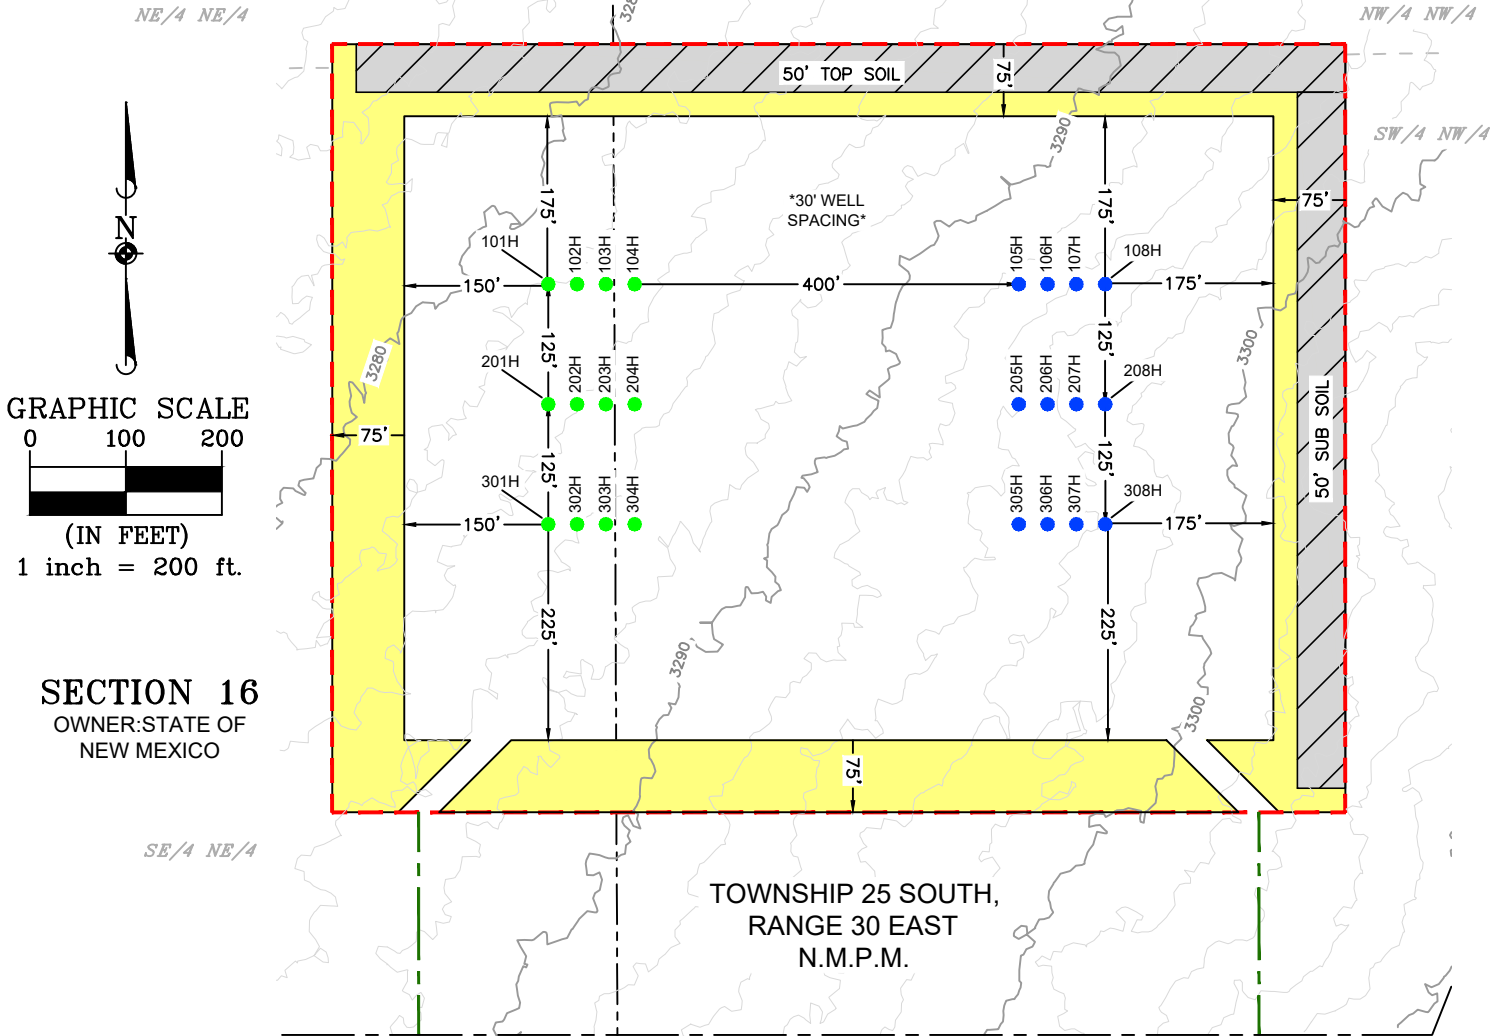 NE/4 NE/4
328
NW/4 NW/4
50' TOP SOIL
75'
3290
SW/4 NW/4
175'
175'
*30' WELL
SPACING*
75'
N
101H
102H
103H
104H
105H
106H
107H
108H
150'
400'
175'
3280
125'
125'
3300
201H
202H
203H
204H
205H
206H
207H
208H
GRAPHIC SCALE
0 100 200
(IN FEET)
1 inch = 200 ft.
75'
125'
125'
50' SUB SOIL
301H
302H
303H
304H
305H
306H
307H
308H
150'
175'
225'
225'
3290
3300
SECTION 16
OWNER:STATE OF
NEW MEXICO
75'
SE/4 NE/4
TOWNSHIP 25 SOUTH,
RANGE 30 EAST
N.M.P.M.